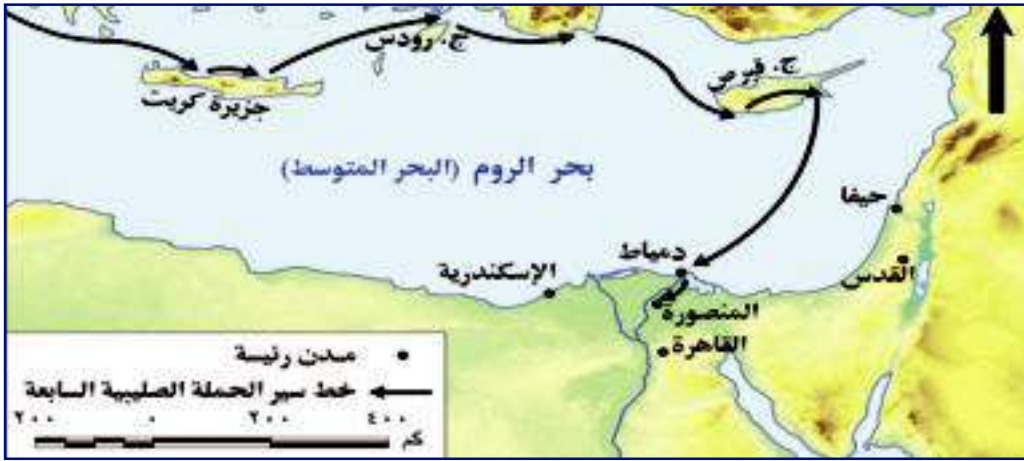 ج. رودس
ج. قبرص
جزيرة كريت
بحر الروم (البحر المتوسط)
حيفا
دمياط
القدس
الإسكندرية
المنصورة
القاهرة
مدن رئيسة
خط سير الحملة الصليبية السابعة
٢٠٠ ٠ ٢٠٠ ٤٠٠
كم